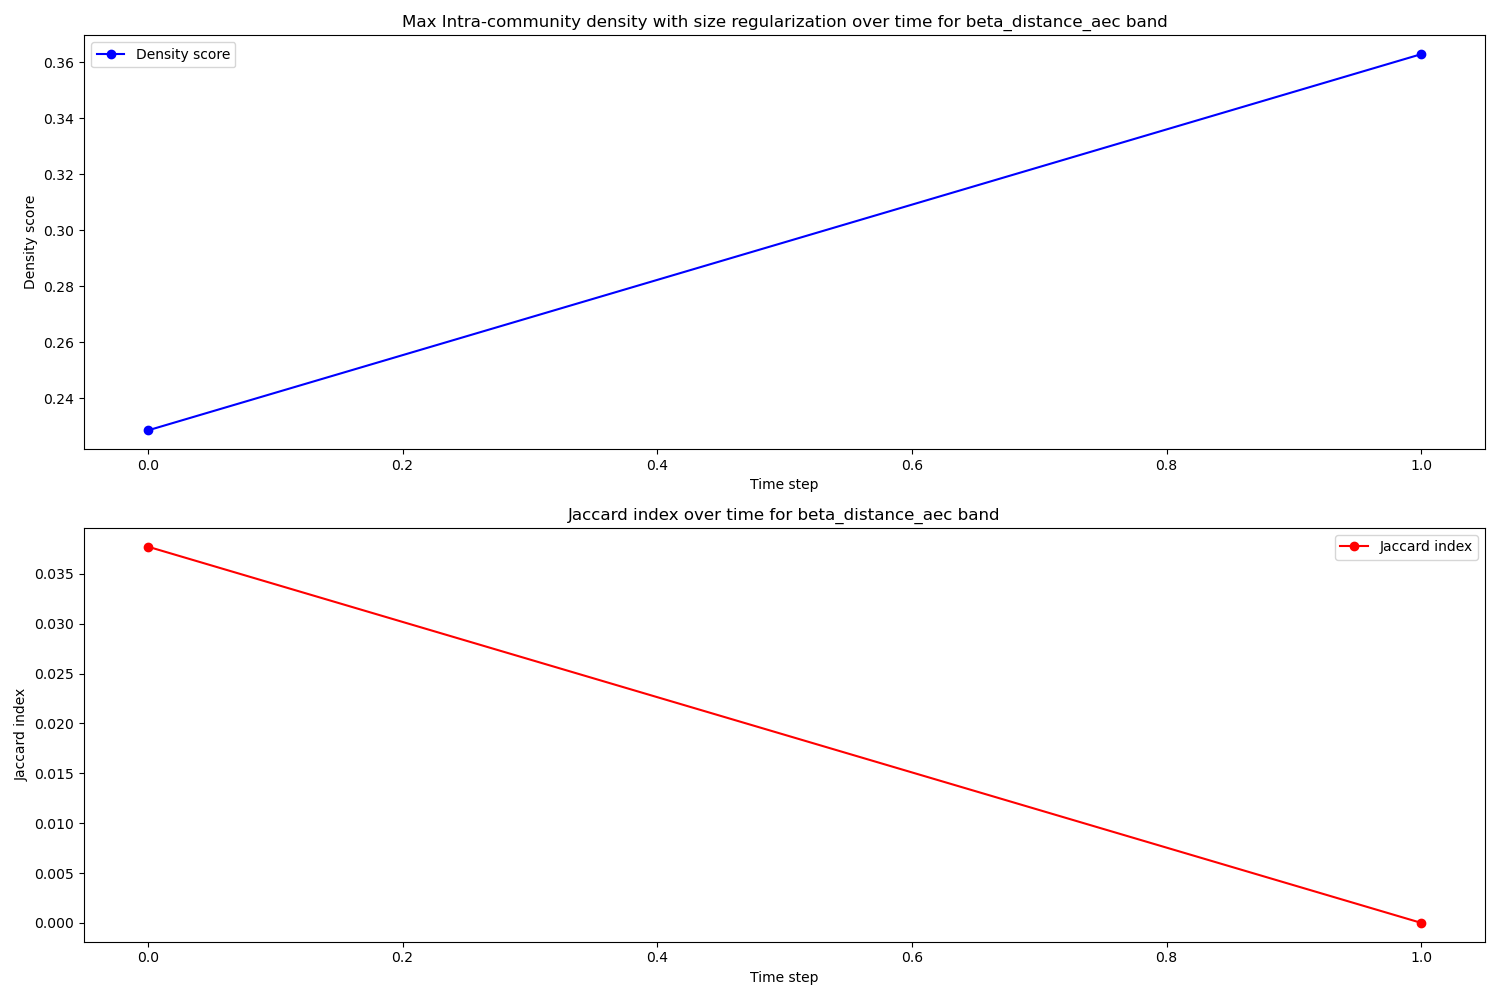 Max Intra-community density with size regularization over time for beta_distance_aec band
Density score
0.36
0.34
0.32
0.30
0.28
0.26
0.24
Density score
0.0 0.2 0.4 0.6 0.8 1.0
Time step
Jaccard index over time for beta_distance_aec band
Jaccard index
0.035
0.030
0.025
0.020
0.015
0.010
0.005
0.000
Jaccard index
0.0 0.2 0.4 0.6 0.8 1.0
Time step